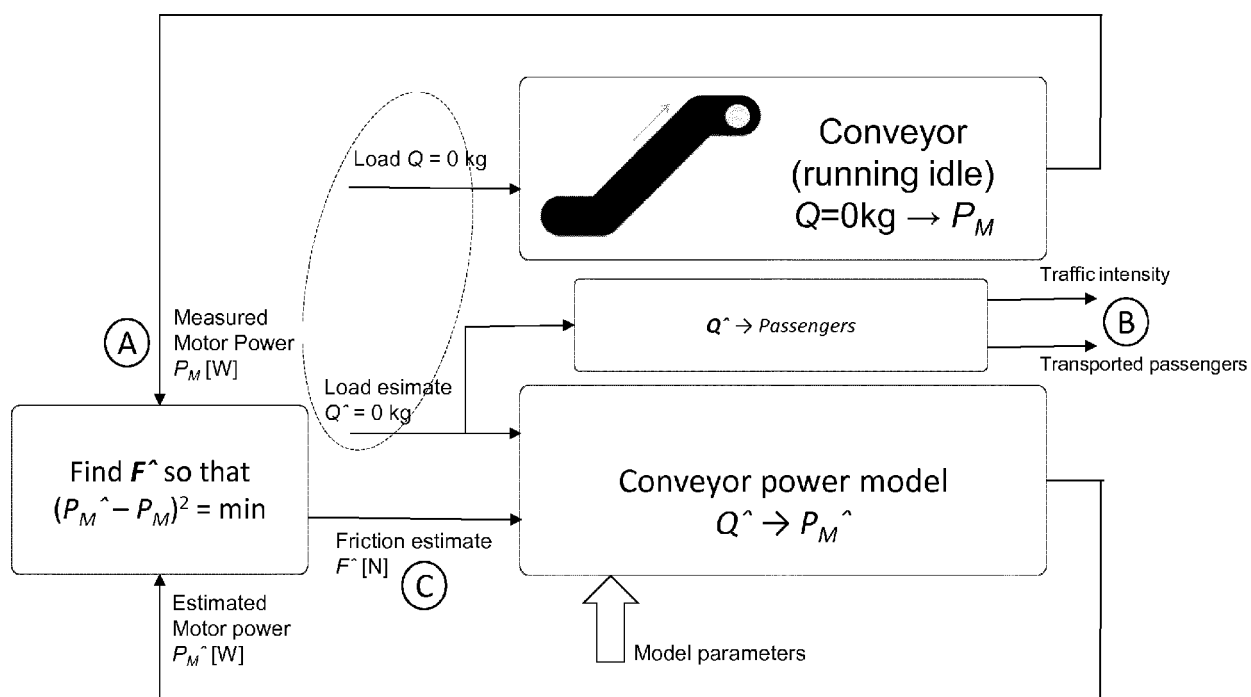 Load Q = 0 kg
Conveyor
(running idle)
Q=0kg → P_M
Traffic intensity
A
Measured
Motor Power
P_M [W]
Q^ → Passengers
B
Transported passengers
Load esimate
Q^ = 0 kg
Find F^ so that
(P_M^ – P_M)² = min
Conveyor power model
Q^ → P_M^
Friction estimate
F^ [N]
C
Estimated
Motor power
P_M^ [W]
Model parameters